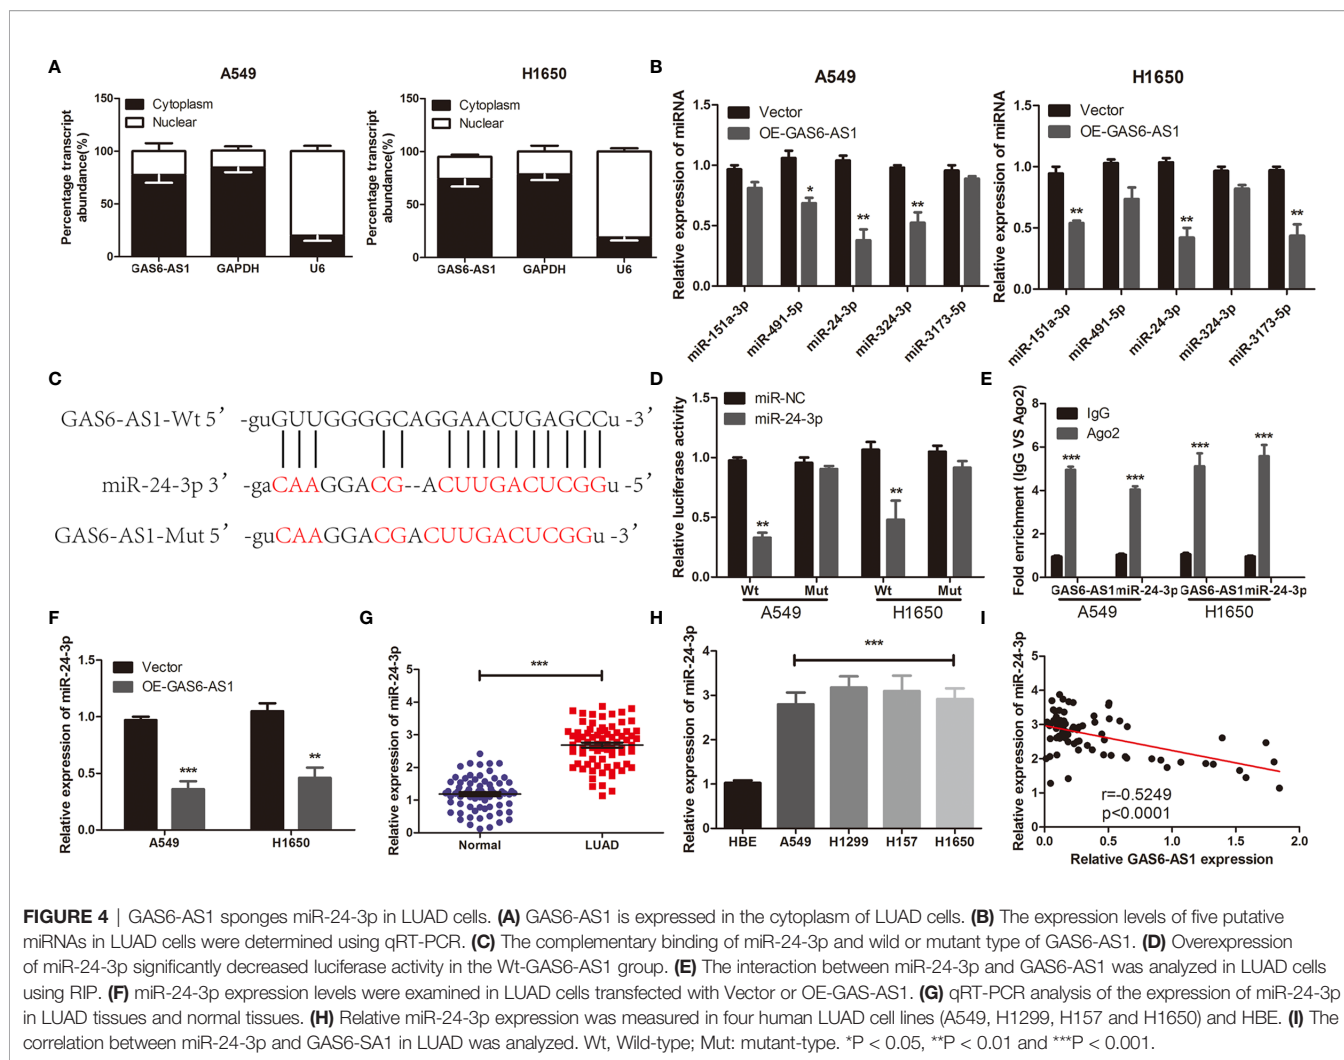 A
A549
H1650
Percentage transcript
abundance(%)
150
100
50
0
Cytoplasm
Nuclear
GAS6-AS1
GAPDH
U6
Percentage transcript
abundance(%)
150
100
50
0
Cytoplasm
Nuclear
GAS6-AS1
GAPDH
U6
B
A549
Relative expression of miRNA
1.5
1.0
0.5
0.0
Vector
OE-GAS6-AS1
*
**
**
miR-151a-3p
miR-491-5p
miR-24-3p
miR-324-3p
miR-3173-5p
H1650
Relative expression of miRNA
1.5
1.0
0.5
0.0
Vector
OE-GAS6-AS1
**
**
**
miR-151a-3p
miR-491-5p
miR-24-3p
miR-324-3p
miR-3173-5p
C
GAS6-AS1-Wt 5’ -guGUUGGGGCAGGAACUGAGCCu -3’
miR-24-3p 3’ -gaCAAGGACG--ACUUGACUCGGu -5’
GAS6-AS1-Mut 5’ -guCAAGGACGACUUGACUCGGu -3’
D
Relative luciferase activity
1.5
1.0
0.5
0.0
miR-NC
miR-24-3p
**
**
Wt
Mut
Wt
Mut
A549
H1650
E
Fold enrichment (IgG VS Ago2)
8
6
4
2
0
IgG
Ago2
***
***
***
***
GAS6-AS1
miR-24-3p
GAS6-AS1
miR-24-3p
A549
H1650
F
Relative expression of miR-24-3p
1.5
1.0
0.5
0.0
Vector
OE-GAS6-AS1
***
**
A549
H1650
G
Relative expression of miR-24-3p
5
4
3
2
1
0
***
Normal
LUAD
H
Relative expression of miR-24-3p
4
3
2
1
0
***
HBE
A549
H1299
H157
H1650
I
Relative expression of miR-24-3p
5
4
3
2
1
0
r=-0.5249
p<0.0001
0.0
0.5
1.0
1.5
2.0
Relative GAS6-AS1 expression
FIGURE 4 | GAS6-AS1 sponges miR-24-3p in LUAD cells. (A) GAS6-AS1 is expressed in the cytoplasm of LUAD cells. (B) The expression levels of five putative
miRNAs in LUAD cells were determined using qRT-PCR. (C) The complementary binding of miR-24-3p and wild or mutant type of GAS6-AS1. (D) Overexpression
of miR-24-3p significantly decreased luciferase activity in the Wt-GAS6-AS1 group. (E) The interaction between miR-24-3p and GAS6-AS1 was analyzed in LUAD cells
using RIP. (F) miR-24-3p expression levels were examined in LUAD cells transfected with Vector or OE-GAS-AS1. (G) qRT-PCR analysis of the expression of miR-24-3p
in LUAD tissues and normal tissues. (H) Relative miR-24-3p expression was measured in four human LUAD cell lines (A549, H1299, H157 and H1650) and HBE. (I) The
correlation between miR-24-3p and GAS6-SA1 in LUAD was analyzed. Wt, Wild-type; Mut: mutant-type. *P < 0.05, **P < 0.01 and ***P < 0.001.